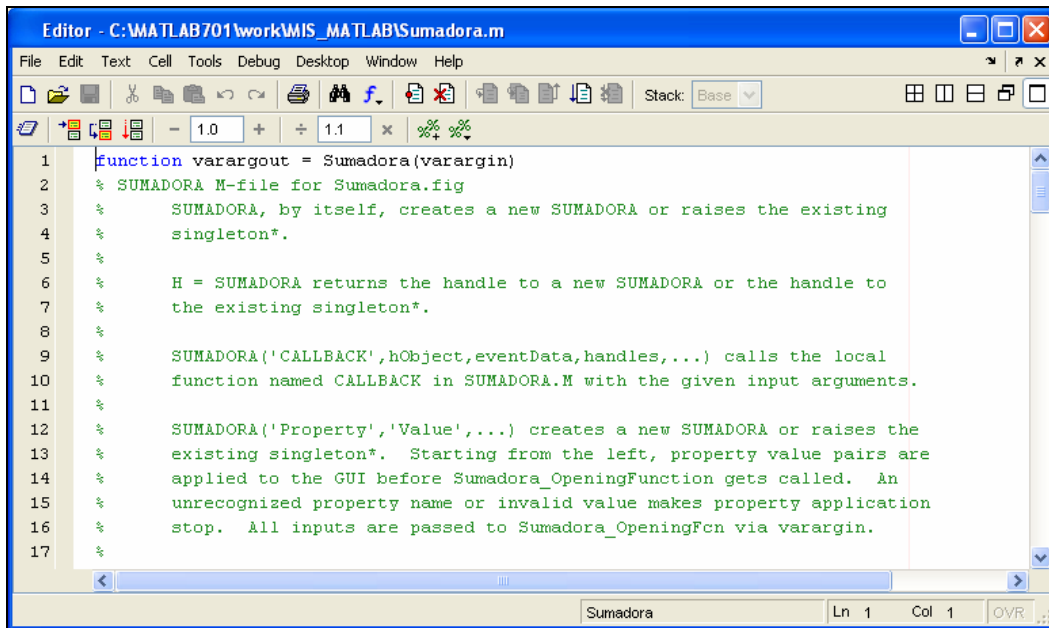 Editor - C:\MATLAB701\work\MIS_MATLAB\Sumadora.m
File Edit Text Cell Tools Debug Desktop Window Help
Stack: Base
- 1.0 + ÷ 1.1 ×
1 function varargout = Sumadora(varargin)
2 % SUMADORA M-file for Sumadora.fig
3 % SUMADORA, by itself, creates a new SUMADORA or raises the existing
4 % singleton*.
5 %
6 % H = SUMADORA returns the handle to a new SUMADORA or the handle to
7 % the existing singleton*.
8 %
9 % SUMADORA('CALLBACK',hObject,eventData,handles,...) calls the local
10 % function named CALLBACK in SUMADORA.M with the given input arguments.
11 %
12 % SUMADORA('Property','Value',...) creates a new SUMADORA or raises the
13 % existing singleton*.  Starting from the left, property value pairs are
14 % applied to the GUI before Sumadora_OpeningFunction gets called.  An
15 % unrecognized property name or invalid value makes property application
16 % stop.  All inputs are passed to Sumadora_OpeningFcn via varargin.
17 %
Sumadora Ln 1 Col 1 OVR